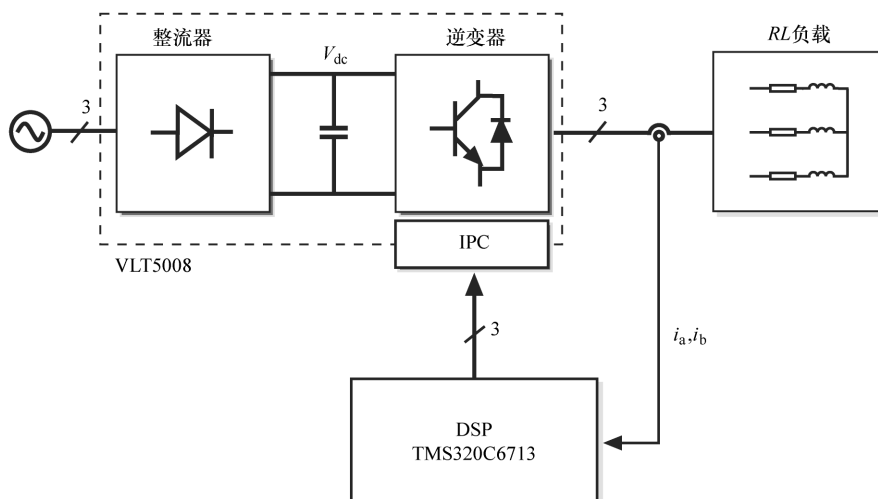 整流器
逆变器
RL负载
V_dc
3
3
IPC
VLT5008
3
i_a,i_b
DSP
TMS320C6713